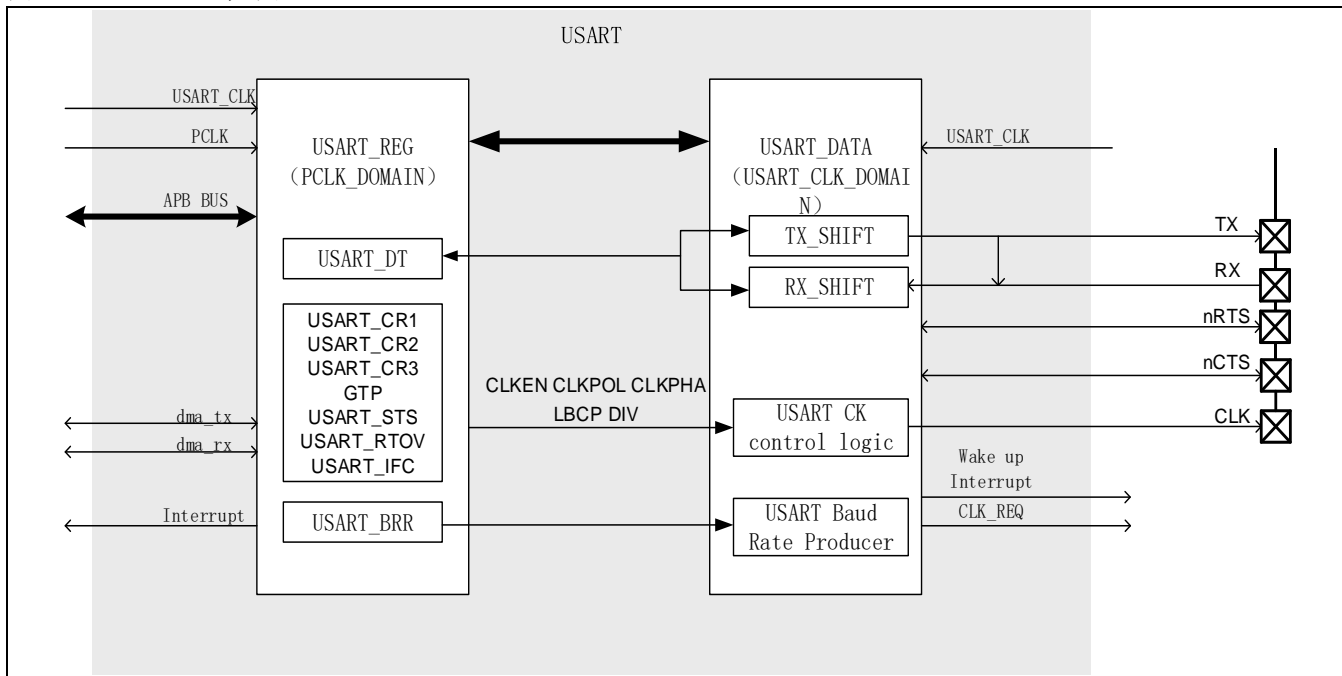 USART
USART_CLK
PCLK
APB BUS
dma_tx
dma_rx
Interrupt
USART_REG
（PCLK_DOMAIN）
USART_DT
USART_CR1
USART_CR2
USART_CR3
GTP
USART_STS
USART_RTOV
USART_IFC
USART_BRR
CLKEN CLKPOL CLKPHA
LBCP DIV
USART_DATA
（USART_CLK_DOMAI
N）
TX_SHIFT
RX_SHIFT
USART CK
control logic
USART Baud
Rate Producer
USART_CLK
TX
RX
nRTS
nCTS
CLK
Wake up
Interrupt
CLK_REQ